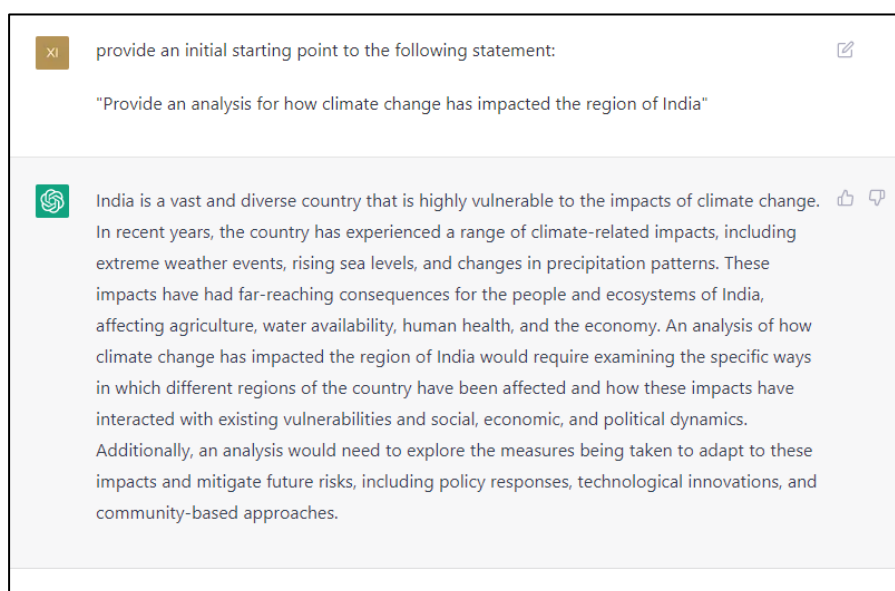 XI
provide an initial starting point to the following statement:
"Provide an analysis for how climate change has impacted the region of India"
India is a vast and diverse country that is highly vulnerable to the impacts of climate change.
In recent years, the country has experienced a range of climate-related impacts, including
extreme weather events, rising sea levels, and changes in precipitation patterns. These
impacts have had far-reaching consequences for the people and ecosystems of India,
affecting agriculture, water availability, human health, and the economy. An analysis of how
climate change has impacted the region of India would require examining the specific ways
in which different regions of the country have been affected and how these impacts have
interacted with existing vulnerabilities and social, economic, and political dynamics.
Additionally, an analysis would need to explore the measures being taken to adapt to these
impacts and mitigate future risks, including policy responses, technological innovations, and
community-based approaches.